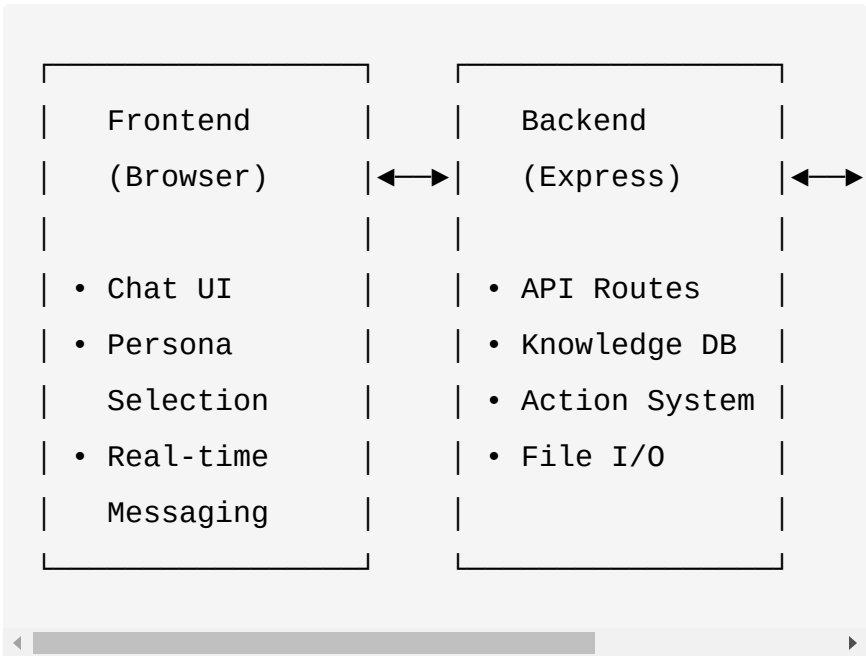 ┌────────────────────┐     ┌────────────────────┐
│   Frontend         │     │   Backend          │
│   (Browser)        │◄──►│   (Express)        │◄──►
│                    │     │                    │
│ • Chat UI          │     │ • API Routes       │
│ • Persona          │     │ • Knowledge DB     │
│   Selection        │     │ • Action System    │
│ • Real-time        │     │ • File I/O         │
│   Messaging        │     │                    │
└────────────────────┘     └────────────────────┘